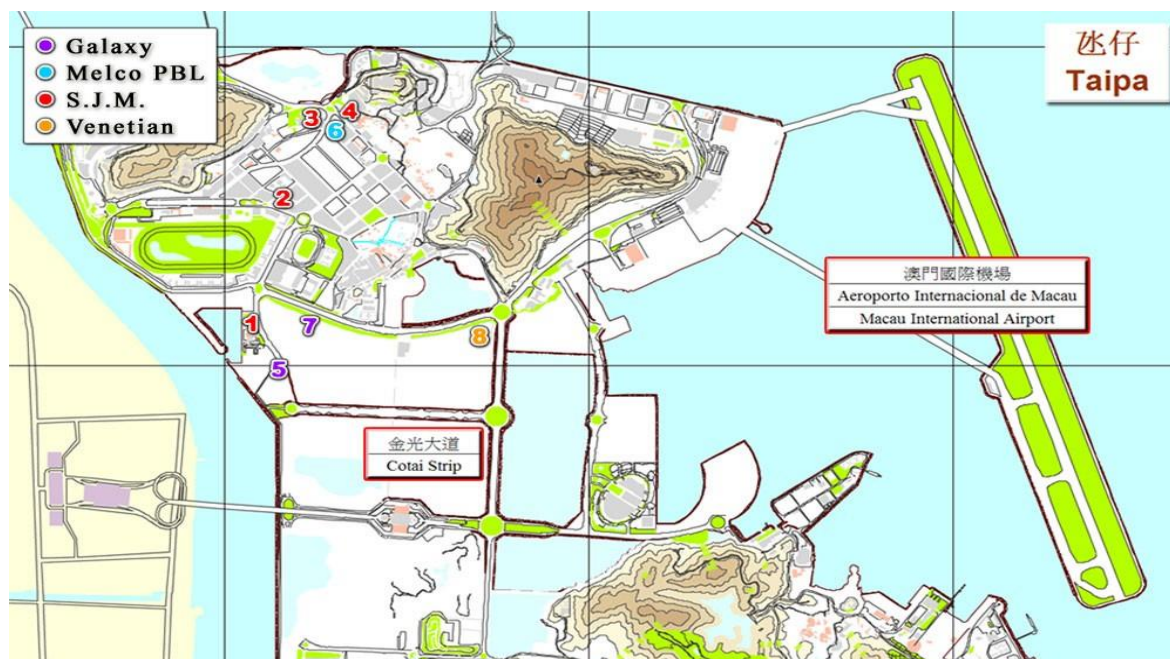 Galaxy
Melco PBL
S.J.M.
Venetian
氹仔
Taipa
3
4
6
2
澳門國際機場
Aeroporto Internacional de Macau
Macau International Airport
1
7
8
5
金光大道
Cotai Strip